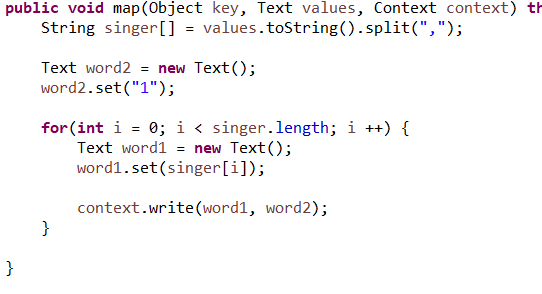 public void map(Object key, Text values, Context context) th
String singer[] = values.toString().split(",");
Text word2 = new Text();
word2.set("1");
for(int i = 0; i < singer.length; i ++) {
Text word1 = new Text();
word1.set(singer[i]);
context.write(word1, word2);
}
}